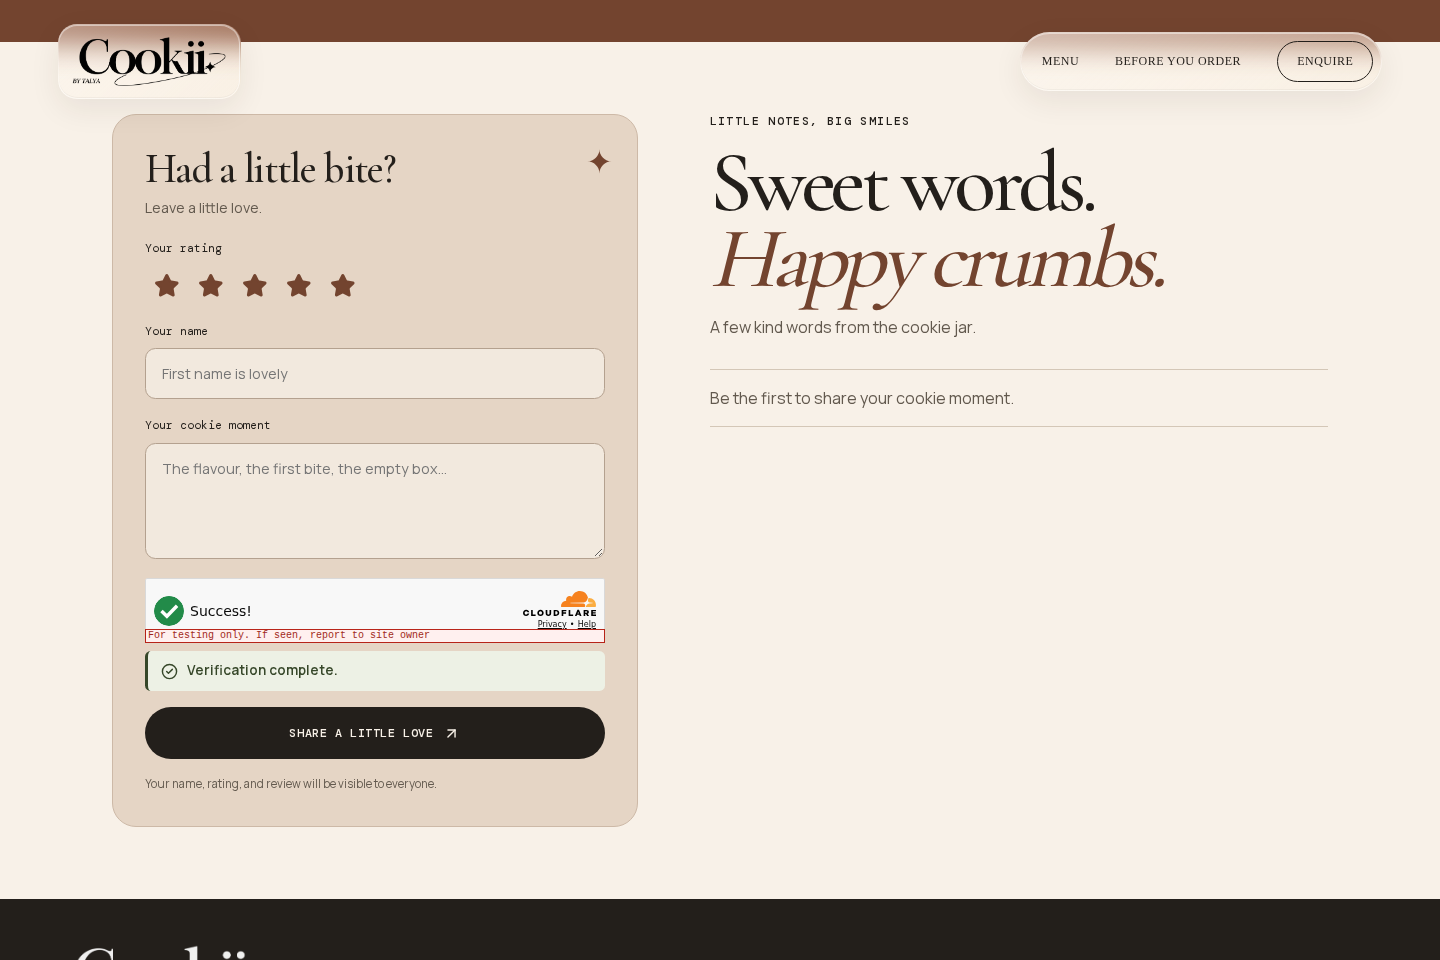 Cookii
BY TALYA
MENU
BEFORE YOU ORDER
ENQUIRE
Had a little bite?
Leave a little love.
Your rating
Your name
First name is lovely
Your cookie moment
The flavour, the first bite, the empty box...
Success!
CLOUDFLARE
Privacy • Help
For testing only. If seen, report to site owner
Verification complete.
SHARE A LITTLE LOVE
Your name, rating, and review will be visible to everyone.
LITTLE NOTES, BIG SMILES
Sweet words.
Happy crumbs.
A few kind words from the cookie jar.
Be the first to share your cookie moment.
Cookii